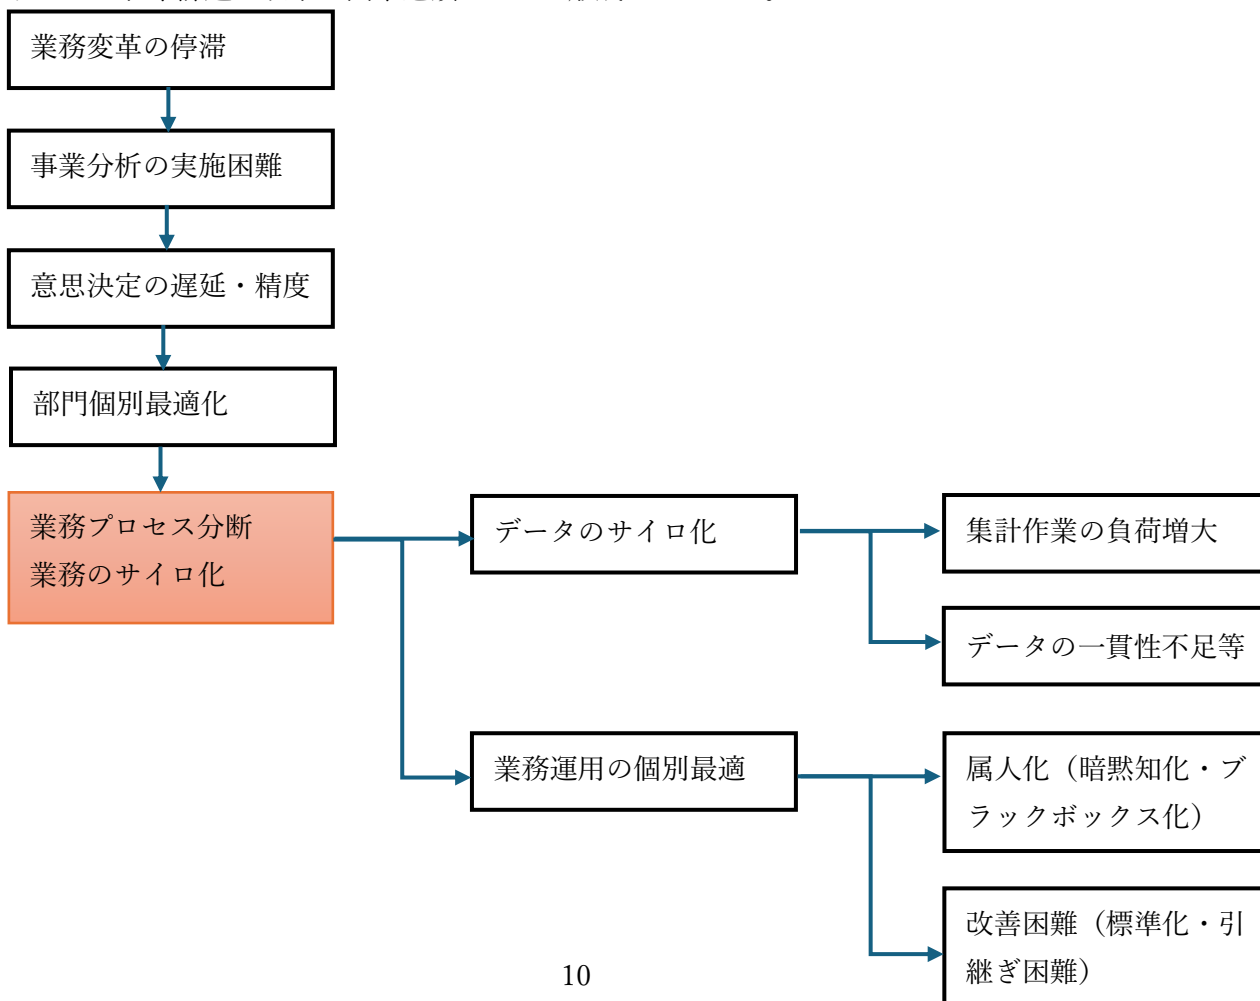 業務変革の停滞
事業分析の実施困難
意思決定の遅延・精度
部門個別最適化
業務プロセス分断
業務のサイロ化
データのサイロ化
集計作業の負荷増大
データの一貫性不足等
業務運用の個別最適
属人化（暗黙知化・ブ
ラックボックス化）
改善困難（標準化・引
継ぎ困難）
10